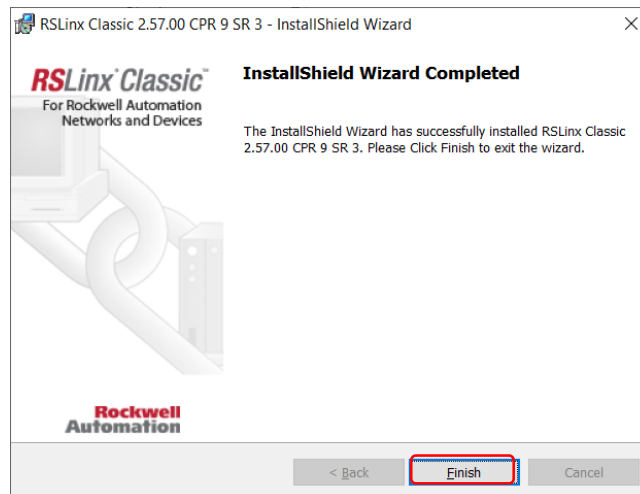 RSLinx Classic 2.57.00 CPR 9 SR 3 - InstallShield Wizard
RSLinx Classic™
For Rockwell Automation
Networks and Devices
InstallShield Wizard Completed
The InstallShield Wizard has successfully installed RSLinx Classic
2.57.00 CPR 9 SR 3. Please Click Finish to exit the wizard.
Rockwell
Automation
< Back
Finish
Cancel